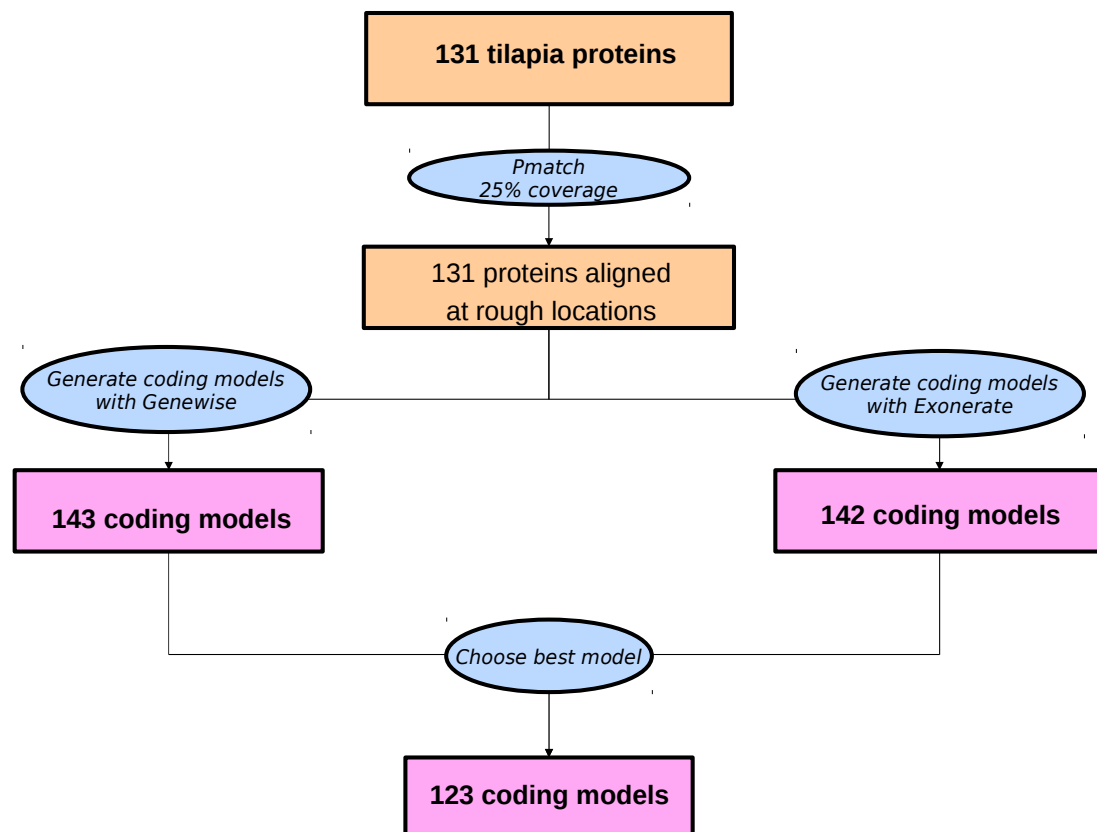 131 tilapia proteins
Pmatch
25% coverage
131 proteins aligned
at rough locations
Generate coding models
with Genewise
Generate coding models
with Exonerate
143 coding models
142 coding models
Choose best model
123 coding models